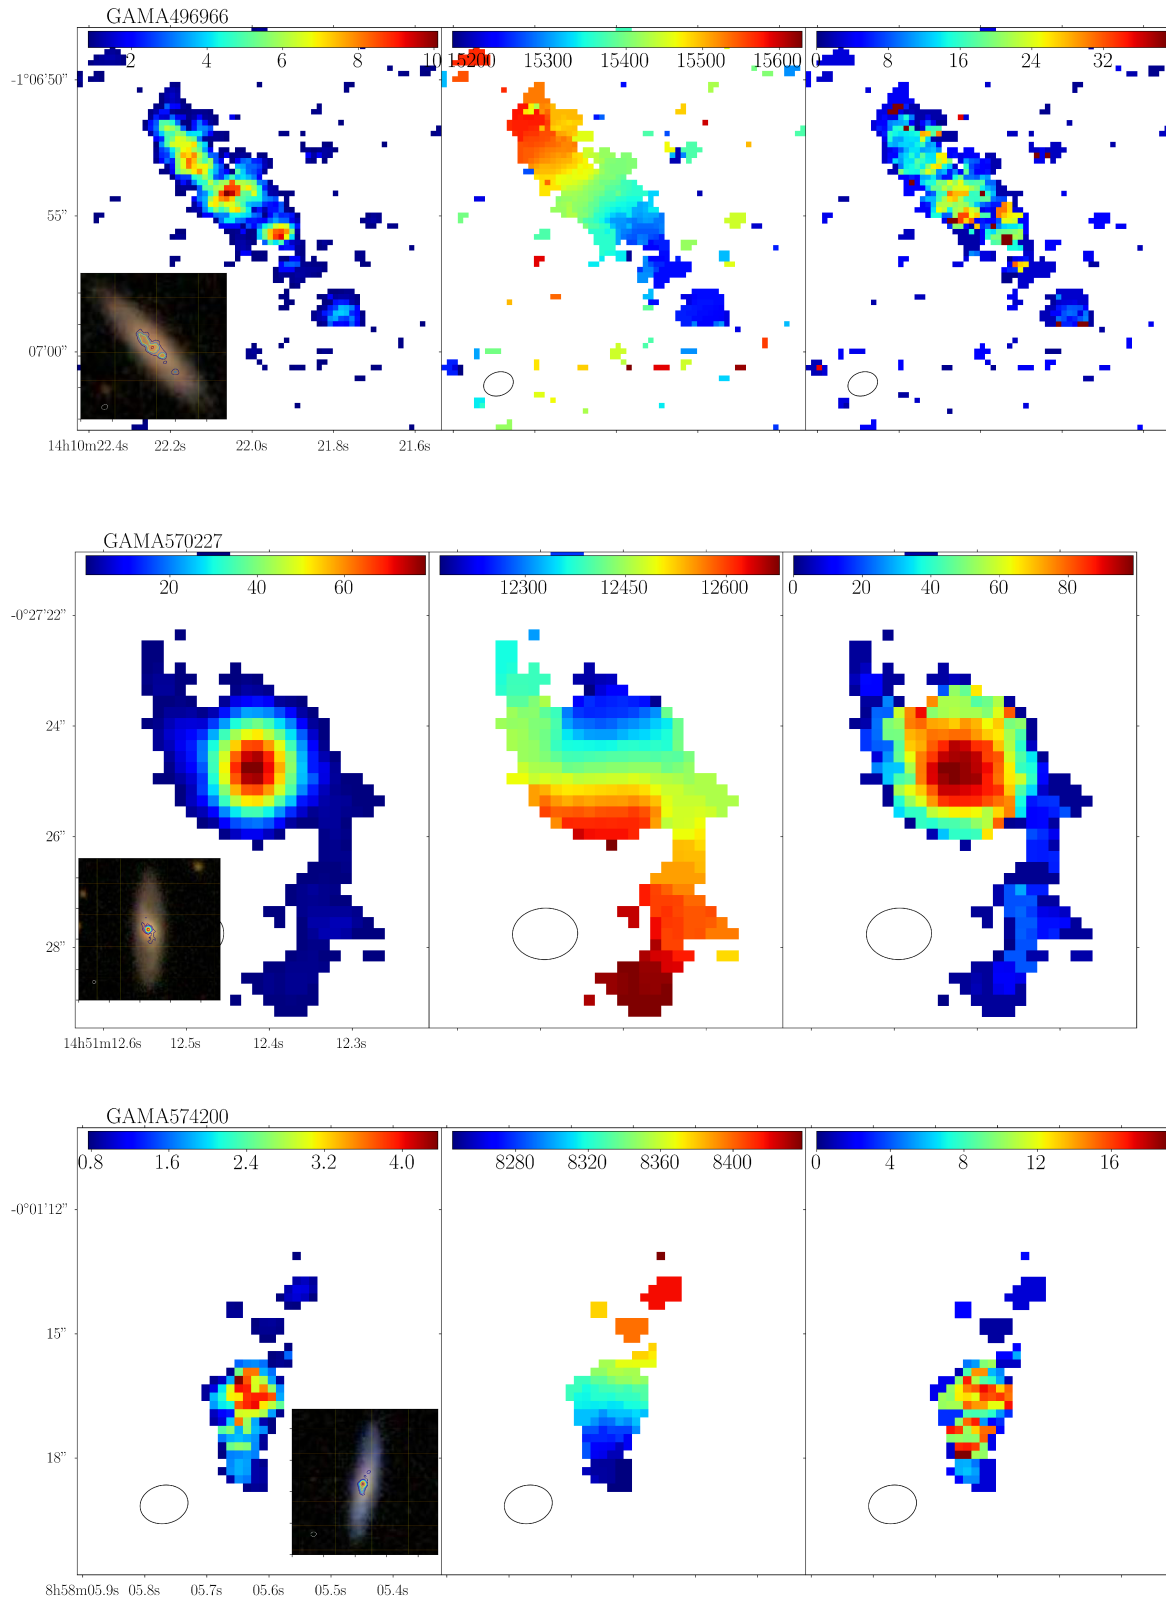 GAMA496966
2 4 6 8 10
15200 15300 15400 15500 15600
0 8 16 24 32
-1°06'50"
55"
07'00"
14h10m22.4s 22.2s 22.0s 21.8s 21.6s
GAMA570227
20 40 60
12300 12450 12600
0 20 40 60 80
-0°27'22"
24"
26"
28"
14h51m12.6s 12.5s 12.4s 12.3s
GAMA574200
0.8 1.6 2.4 3.2 4.0
8280 8320 8360 8400
0 4 8 12 16
-0°01'12"
15"
18"
8h58m05.9s 05.8s 05.7s 05.6s 05.5s 05.4s